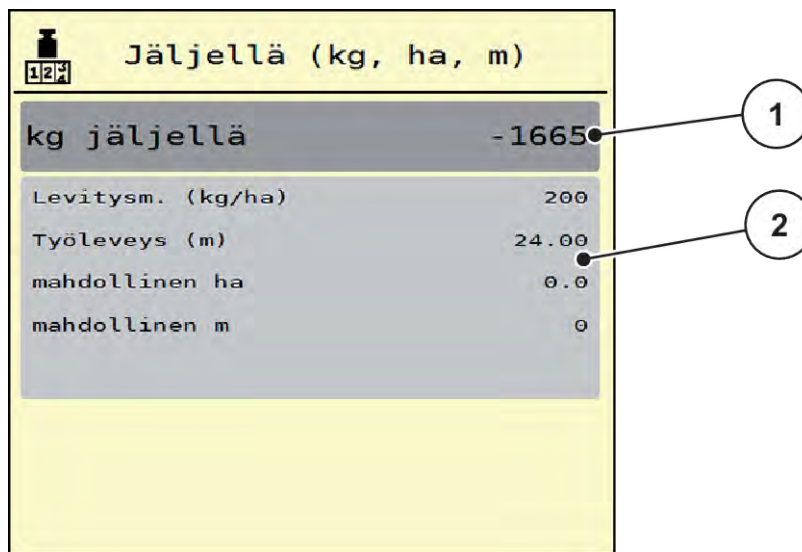 Jäljellä (kg, ha, m)
123
kg jäljellä -1665
1
Levitysm. (kg/ha) 200
Työleveys (m) 24.00
2
mahdollinen ha 0.0
mahdollinen m 0